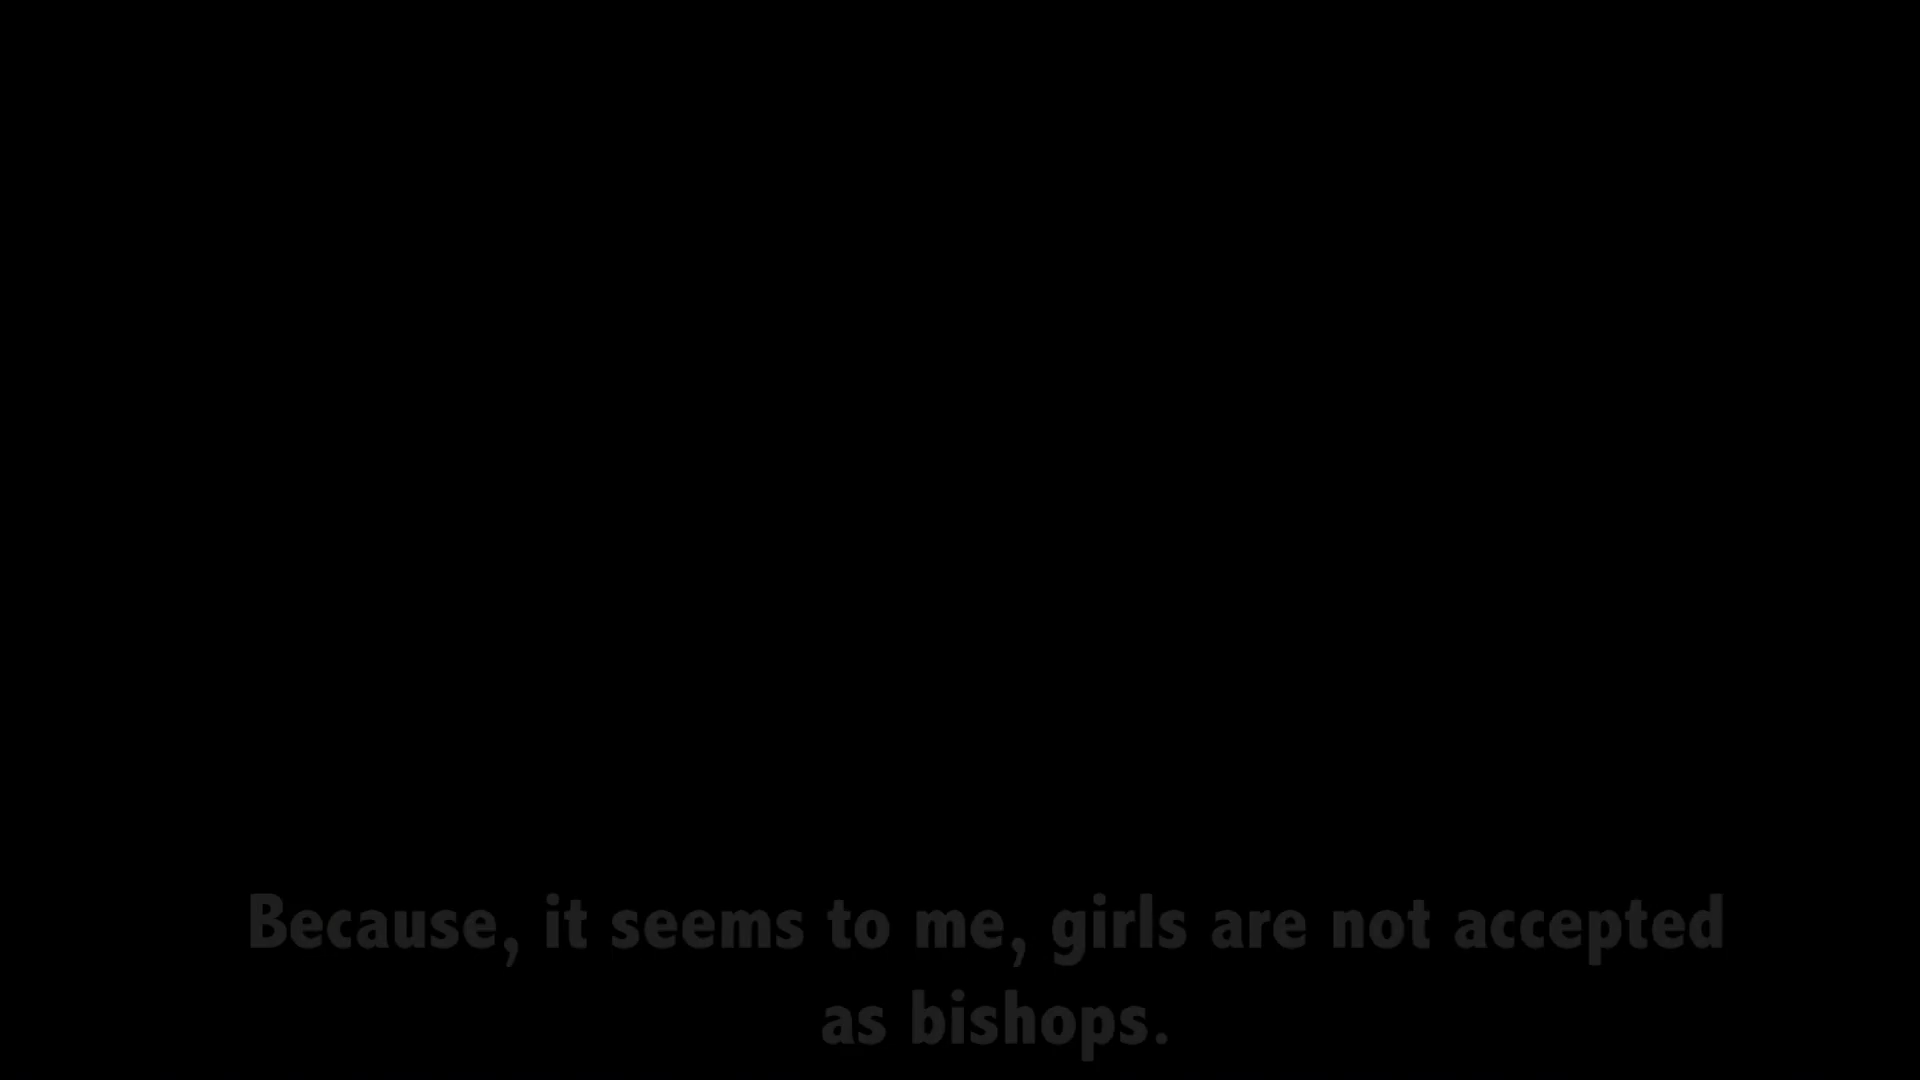 Because, it seems to me, girls are not accepted
as bishops.